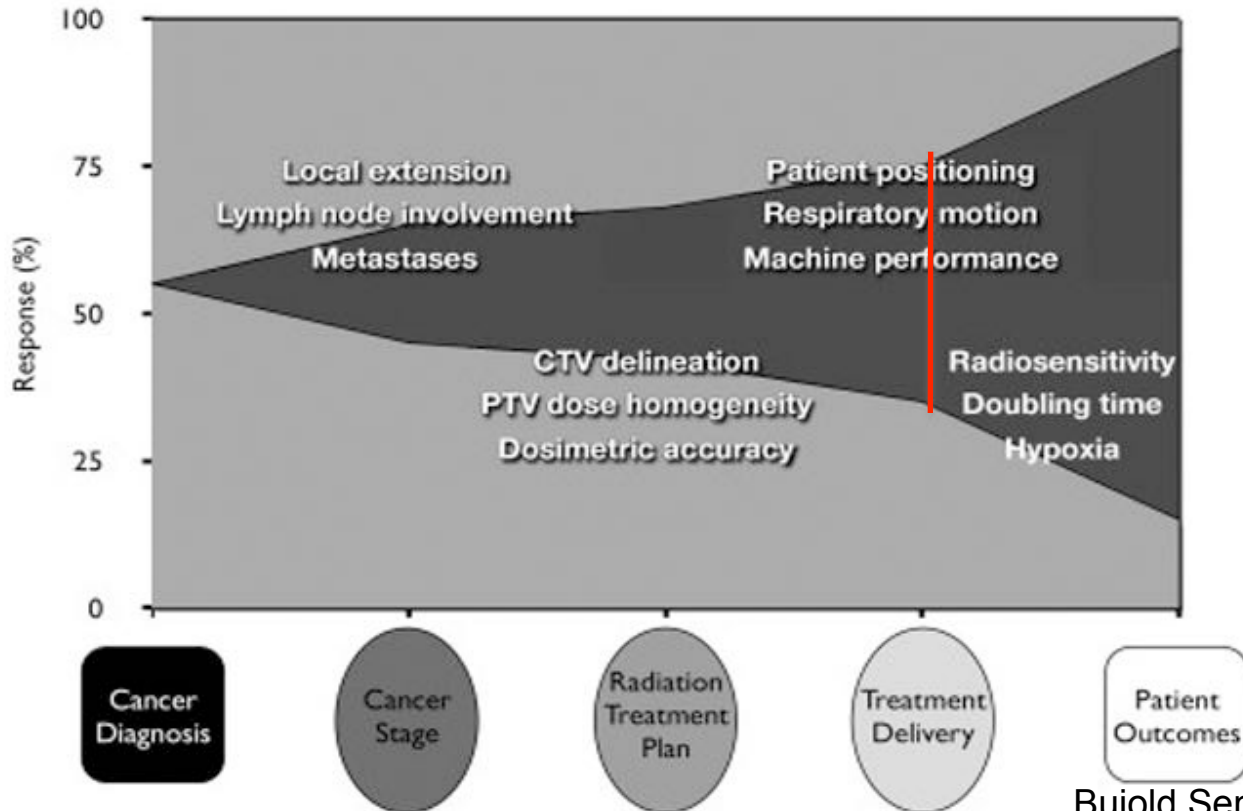 100
75
50
25
0
Response (%)
Local extension
Lymph node involvement
Metastases
Patient positioning
Respiratory motion
Machine performance
CTV delineation
PTV dose homogeneity
Dosimetric accuracy
Radiosensitivity
Doubling time
Hypoxia
Cancer
Diagnosis
Cancer
Stage
Radiation
Treatment
Plan
Treatment
Delivery
Patient
Outcomes